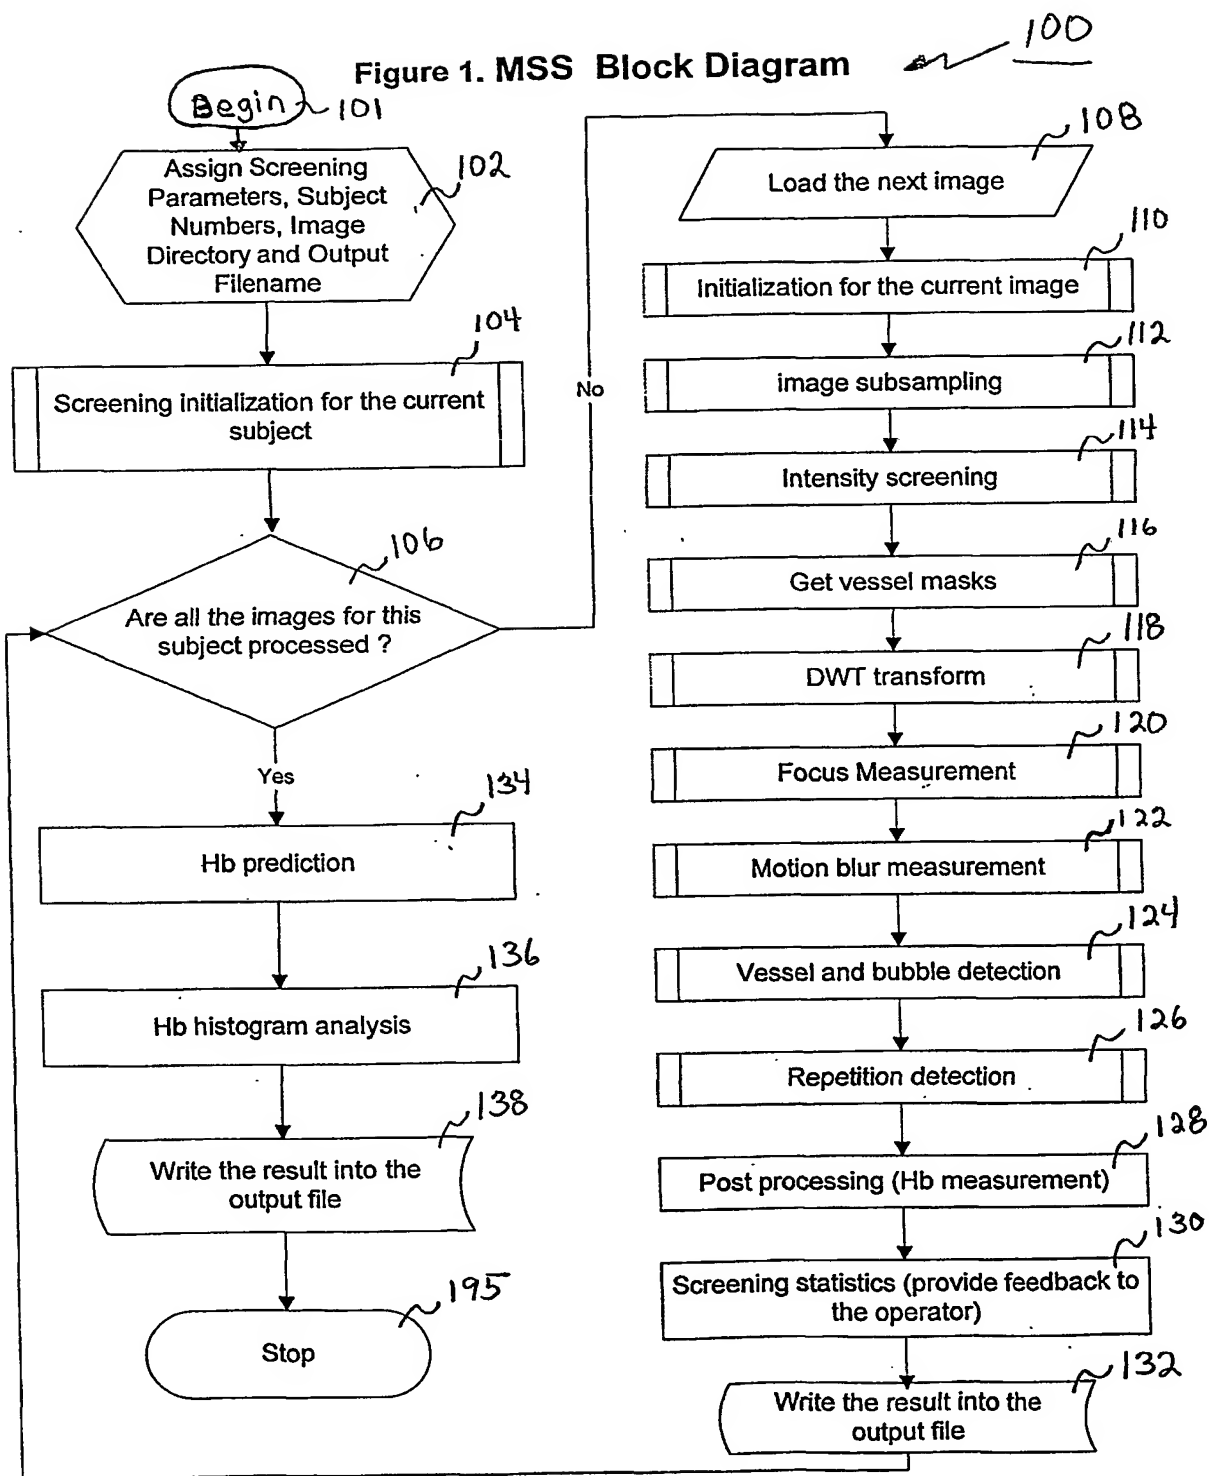 100
Figure 1. MSS Block Diagram
Begin
101
Assign Screening
Parameters, Subject
Numbers, Image
Directory and Output
Filename
102
104
Screening initialization for the current
subject
106
Are all the images for this
subject processed ?
No
Yes
134
Hb prediction
136
Hb histogram analysis
138
Write the result into the
output file
195
Stop
108
Load the next image
110
Initialization for the current image
112
image subsampling
114
Intensity screening
116
Get vessel masks
118
DWT transform
120
Focus Measurement
122
Motion blur measurement
124
Vessel and bubble detection
126
Repetition detection
128
Post processing (Hb measurement)
130
Screening statistics (provide feedback to
the operator)
132
Write the result into the
output file